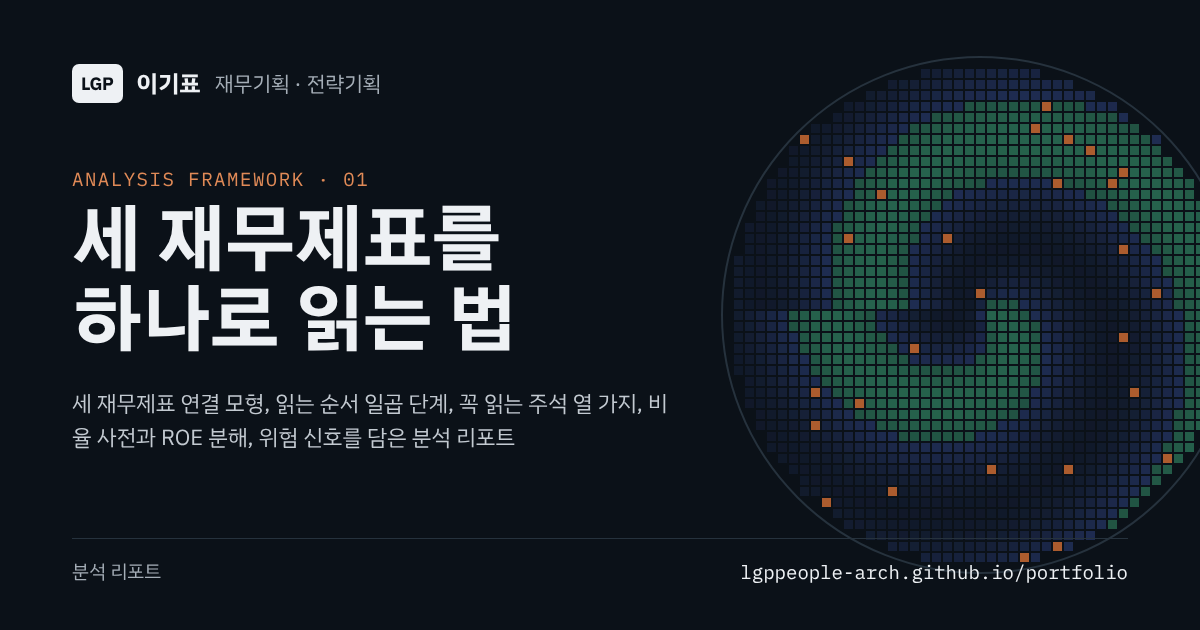 LGP 이기표 재무기획 · 전략기획
ANALYSIS FRAMEWORK · 01
세 재무제표를
하나로 읽는 법
세 재무제표 연결 모형, 읽는 순서 일곱 단계, 꼭 읽는 주석 열 가지, 비
율 사전과 ROE 분해, 위험 신호를 담은 분석 리포트
분석 리포트
lgppeople-arch.github.io/portfolio